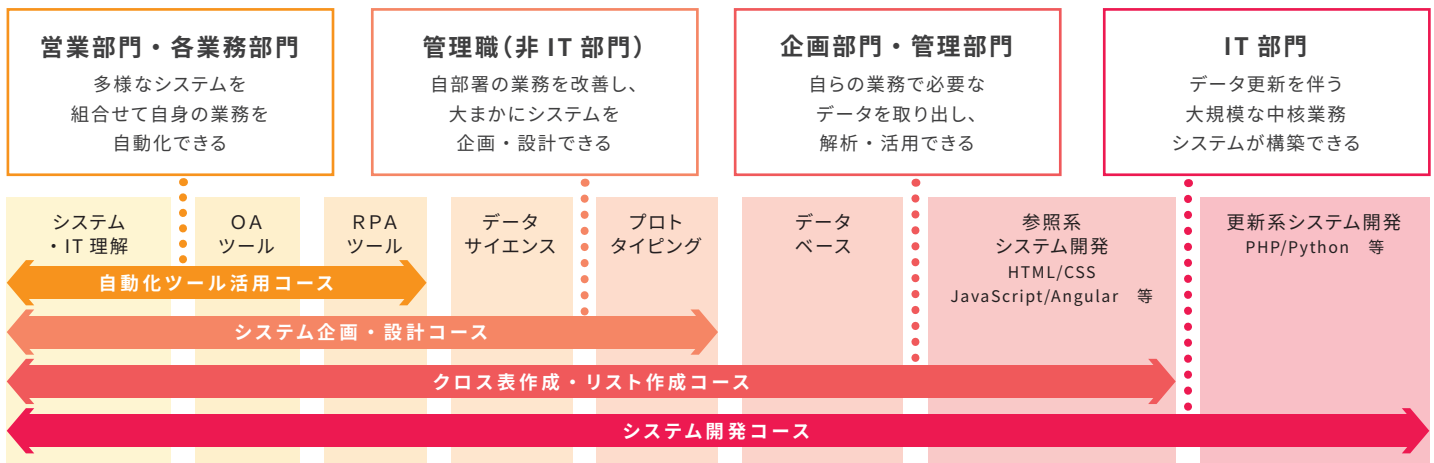 営業部門・各業務部門
多様なシステムを
組合せて自身の業務を
自動化できる
管理職（非IT部門）
自部署の業務を改善し、
大まかにシステムを
企画・設計できる
企画部門・管理部門
自らの業務で必要な
データを取り出し、
解析・活用できる
IT部門
データ更新を伴う
大規模な中核業務
システムが構築できる
システム
・IT理解
OA
ツール
RPA
ツール
データ
サイエンス
プロト
タイピング
データ
ベース
参照系
システム開発
HTML/CSS
JavaScript/Angular 等
更新系システム開発
PHP/Python 等
自動化ツール活用コース
システム企画・設計コース
クロス表作成・リスト作成コース
システム開発コース